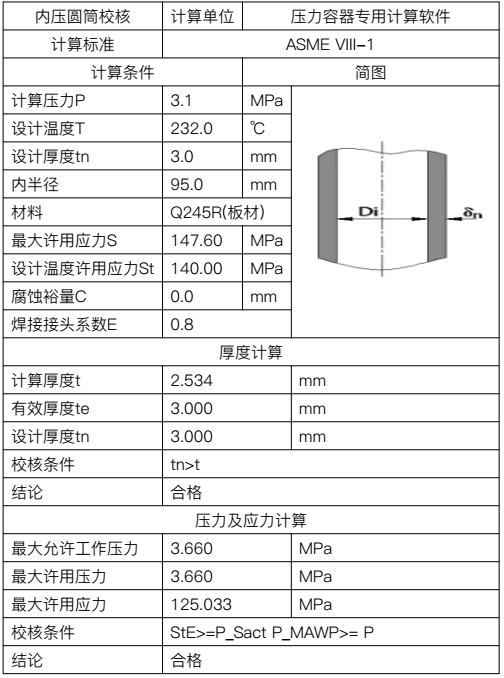 内压圆筒校核 计算单位 压力容器专用计算软件
计算标准 ASME VIII-1
计算条件 简图
计算压力P 3.1 MPa
设计温度T 232.0 ℃
设计厚度tn 3.0 mm
内半径 95.0 mm
材料 Q245R(板材)
最大许用应力S 147.60 MPa
设计温度许用应力St 140.00 MPa
腐蚀裕量C 0.0 mm
焊接接头系数E 0.8
Di δn
厚度计算
计算厚度t 2.534 mm
有效厚度te 3.000 mm
设计厚度tn 3.000 mm
校核条件 tn>t
结论 合格
压力及应力计算
最大允许工作压力 3.660 MPa
最大许用压力 3.660 MPa
最大许用应力 125.033 MPa
校核条件 StE>=P_Sact P_MAWP>= P
结论 合格